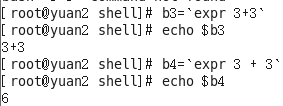 [root@yuan2 shell]# b3=`expr 3+3`
[root@yuan2 shell]# echo $b3
3+3
[root@yuan2 shell]# b4=`expr 3 + 3`
[root@yuan2 shell]# echo $b4
6